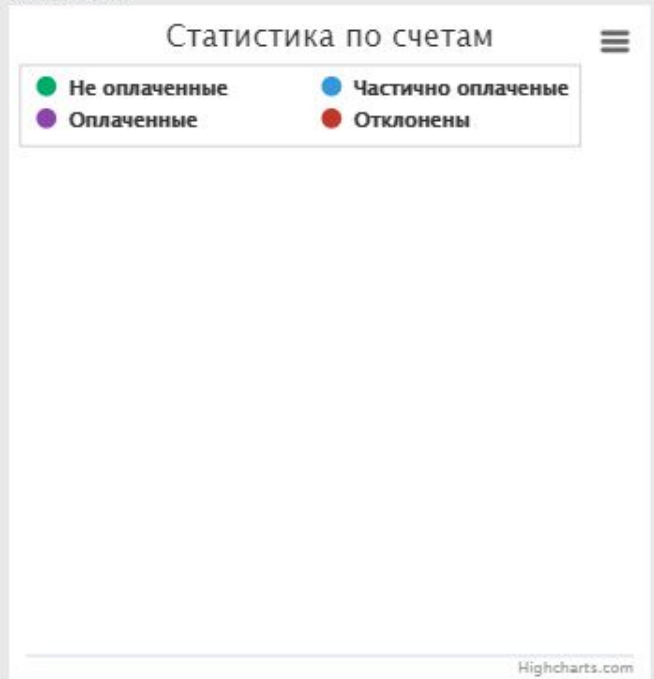 Статистика по счетам
Не оплаченные Частично оплаченые
Оплаченные Отклонены
Highcharts.com